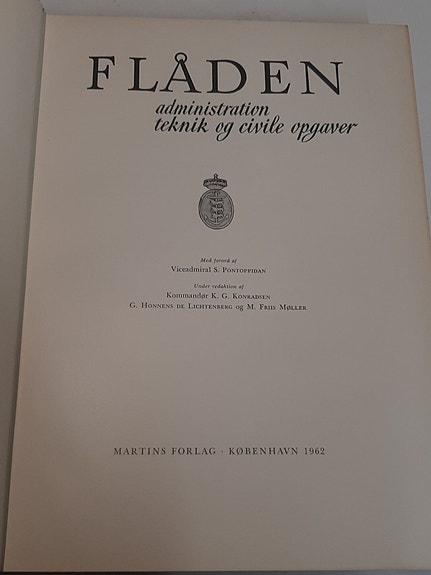 FLÅDEN
administration
teknik og civile opgaver
Med forord af
Viceadmiral S. Pontoppidan
Under redaktion af
Kommandør K. G. Konradsen
G. Honnens de Lichtenberg og M. Friis Møller
MARTINS FORLAG · KØBENHAVN 1962